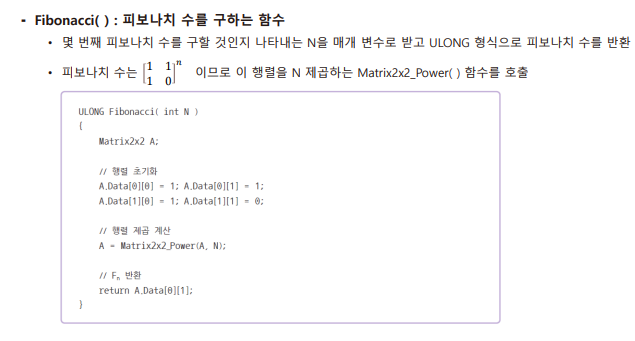 - Fibonacci( ) : 피보나치 수를 구하는 함수
• 몇 번째 피보나치 수를 구할 것인지 나타내는 N을 매개 변수로 받고 ULONG 형식으로 피보나치 수를 반환
• 피보나치 수는 [1 1; 1 0]ⁿ 이므로 이 행렬을 N 제곱하는 Matrix2x2_Power( ) 함수를 호출
ULONG Fibonacci( int N )
{
Matrix2x2 A;
// 행렬 초기화
A.Data[0][0] = 1; A.Data[0][1] = 1;
A.Data[1][0] = 1; A.Data[1][1] = 0;
// 행렬 제곱 계산
A = Matrix2x2_Power(A, N);
// Fₙ 반환
return A.Data[0][1];
}